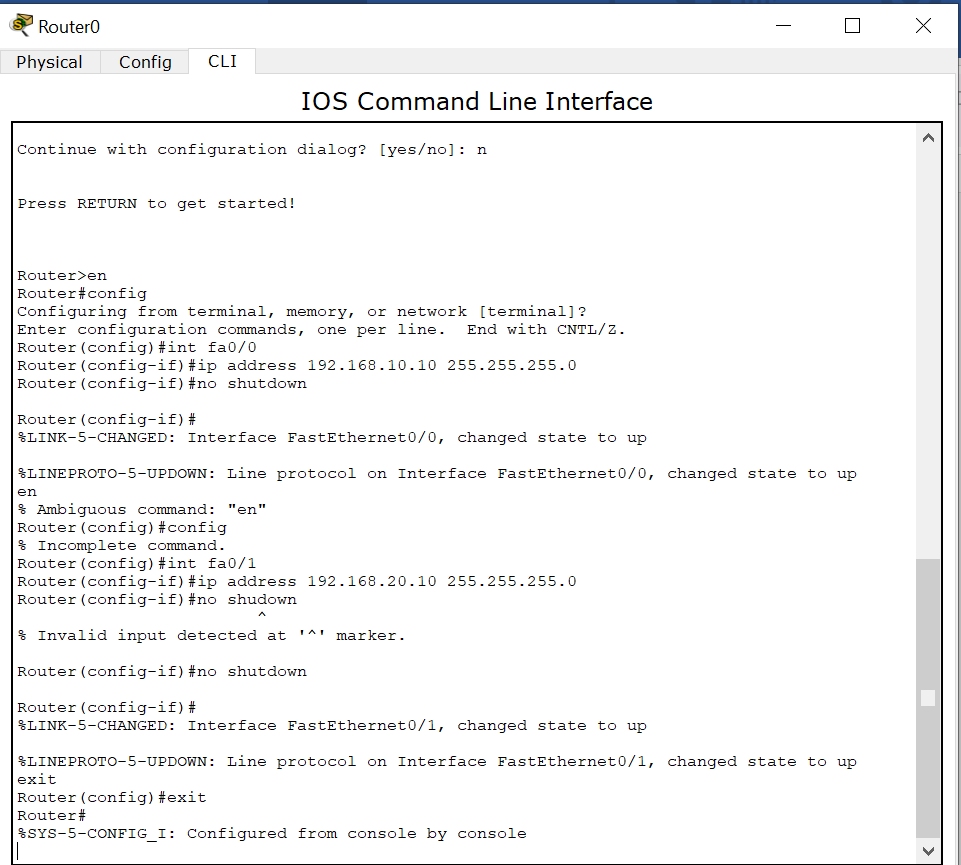 Router0
Physical Config CLI
IOS Command Line Interface
Continue with configuration dialog? [yes/no]: n
Press RETURN to get started!
Router>en
Router#config
Configuring from terminal, memory, or network [terminal]?
Enter configuration commands, one per line.  End with CNTL/Z.
Router(config)#int fa0/0
Router(config-if)#ip address 192.168.10.10 255.255.255.0
Router(config-if)#no shutdown
Router(config-if)#
%LINK-5-CHANGED: Interface FastEthernet0/0, changed state to up
%LINEPROTO-5-UPDOWN: Line protocol on Interface FastEthernet0/0, changed state to up
en
% Ambiguous command: "en"
Router(config)#config
% Incomplete command.
Router(config)#int fa0/1
Router(config-if)#ip address 192.168.20.10 255.255.255.0
Router(config-if)#no shudown
^
% Invalid input detected at '^' marker.
Router(config-if)#no shutdown
Router(config-if)#
%LINK-5-CHANGED: Interface FastEthernet0/1, changed state to up
%LINEPROTO-5-UPDOWN: Line protocol on Interface FastEthernet0/1, changed state to up
exit
Router(config)#exit
Router#
%SYS-5-CONFIG_I: Configured from console by console